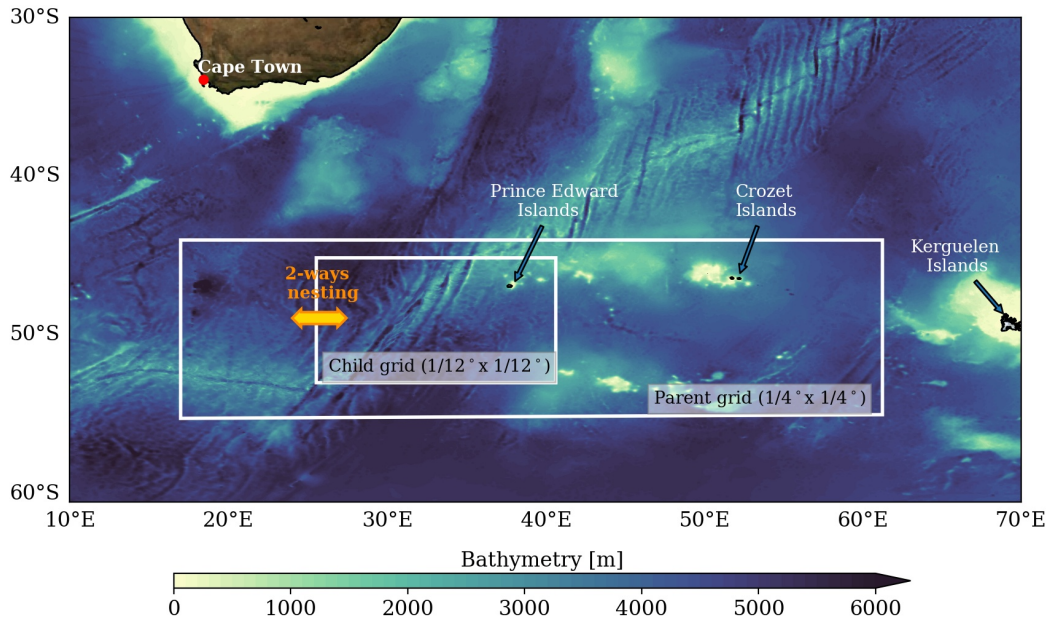 30°S
Cape Town
40°S
Prince Edward
Islands
Crozet
Islands
Kerguelen
Islands
2-ways
nesting
50°S
Child grid (1/12° x 1/12°)
Parent grid (1/4° x 1/4°)
60°S
10°E 20°E 30°E 40°E 50°E 60°E 70°E
Bathymetry [m]
0 1000 2000 3000 4000 5000 6000